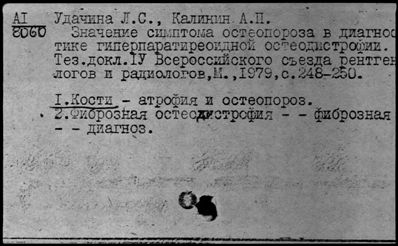 АI Удачина Л.С., Калинин А.П.
8060 Значение симптома остеопороза в диагнос
тике гиперпаратиреоидной остеодистрофии.
Тез.докл.IУ Всероссийского съезда рентген
логов и радиологов,М.,I979,с.248-250.
I.Кости - атрофия и остеопороз.
2.Фиброзная остеодистрофия - - фиброзная
- - диагноз.